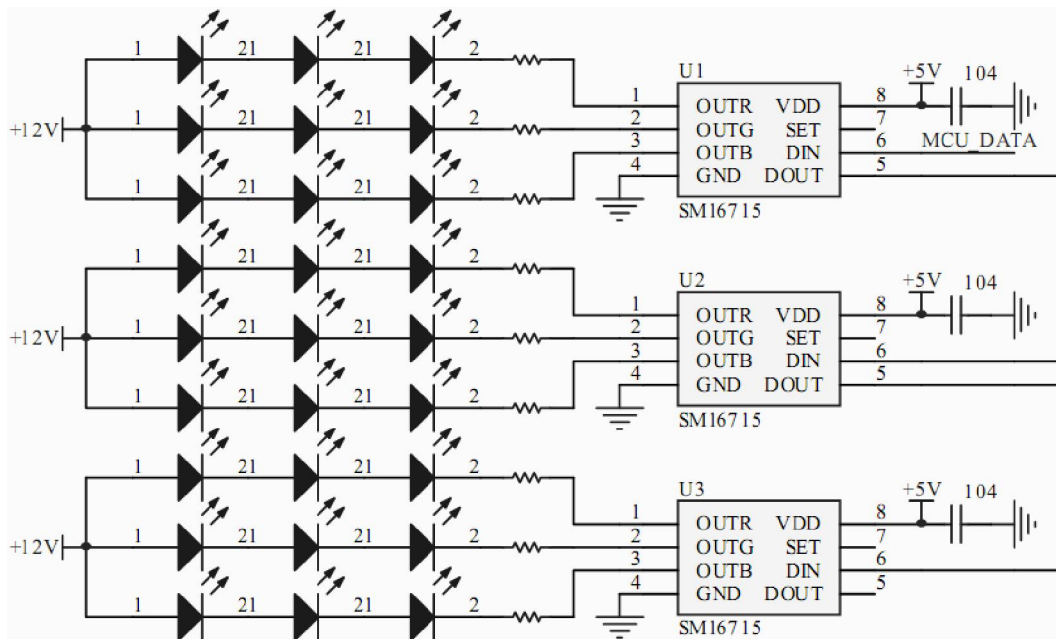 1 21 21 2
U1
+5V 104
1 OUTR VDD 8
+12V 1 21 21 2 2 OUTG SET 7
3 OUTB DIN 6 MCU_DATA
4 GND DOUT 5
1 21 21 2
SM16715
1 21 21 2
U2
+5V 104
1 OUTR VDD 8
+12V 1 21 21 2 2 OUTG SET 7
3 OUTB DIN 6
4 GND DOUT 5
1 21 21 2
SM16715
1 21 21 2
U3
+5V 104
1 OUTR VDD 8
+12V 1 21 21 2 2 OUTG SET 7
3 OUTB DIN 6
4 GND DOUT 5
1 21 21 2
SM16715